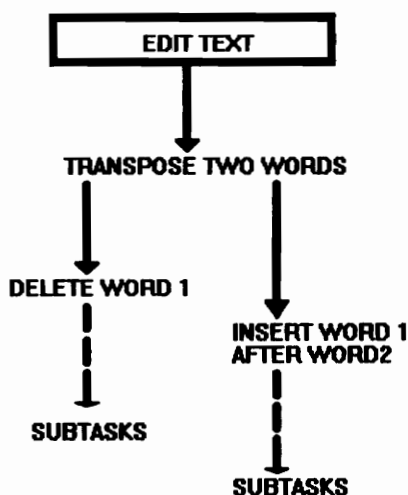 EDIT TEXT
TRANSPOSE TWO WORDS
DELETE WORD 1
INSERT WORD 1
AFTER WORD2
SUBTASKS
SUBTASKS